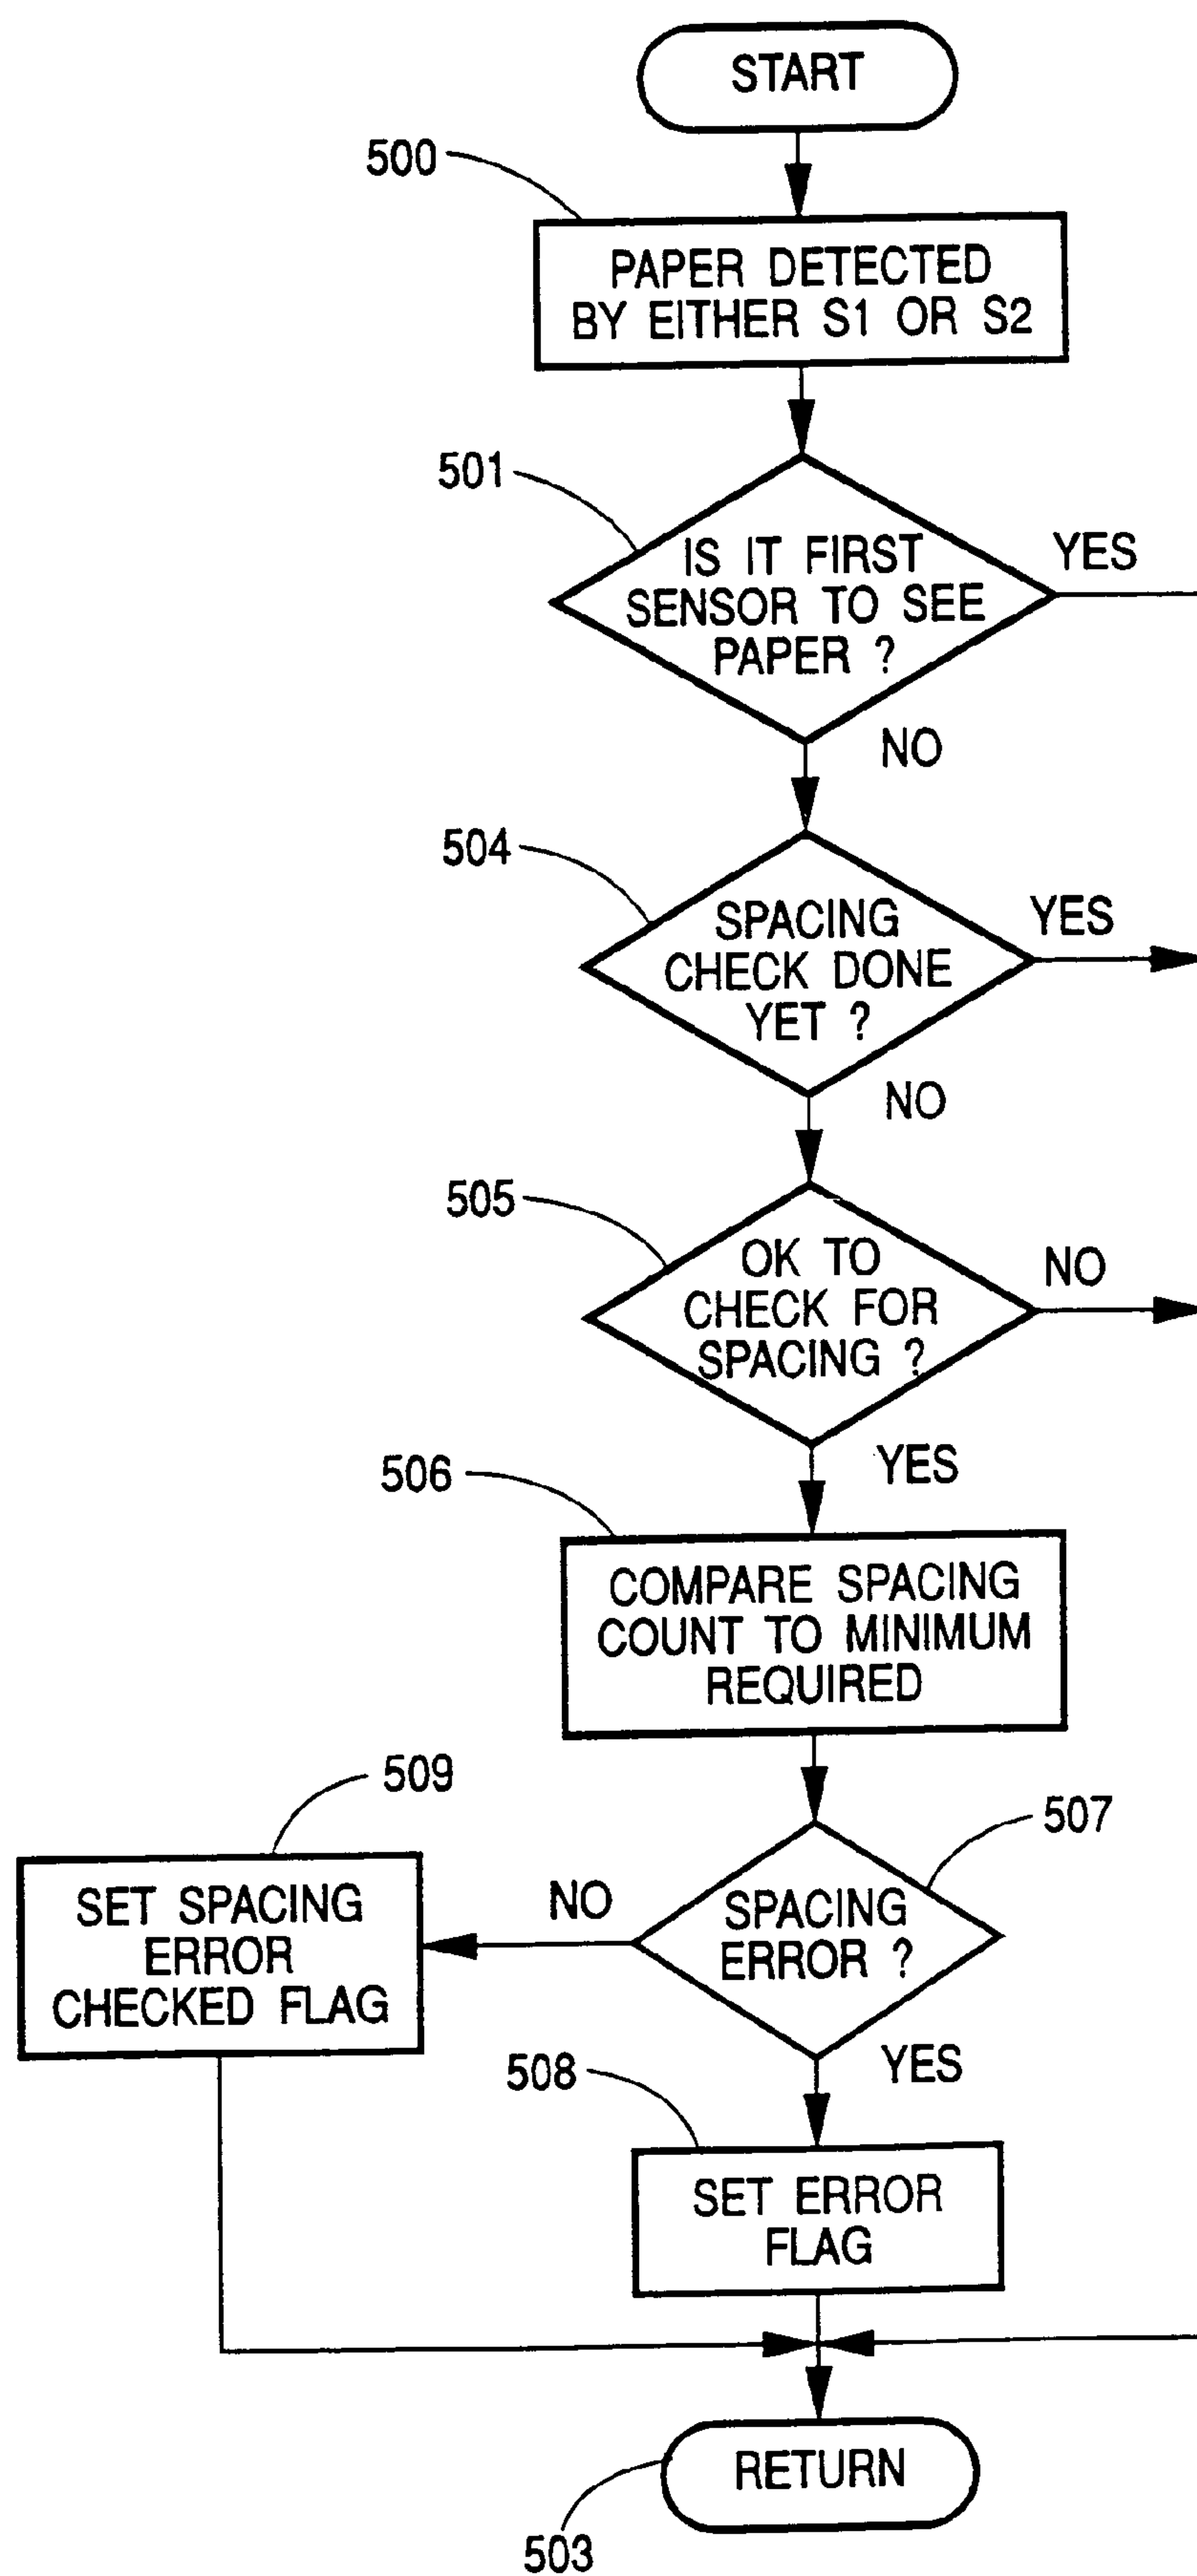 START
500
PAPER DETECTED
BY EITHER S1 OR S2
501
IS IT FIRST
SENSOR TO SEE
PAPER ?
YES
NO
504
SPACING
CHECK DONE
YET ?
YES
NO
505
OK TO
CHECK FOR
SPACING ?
NO
YES
506
COMPARE SPACING
COUNT TO MINIMUM
REQUIRED
509
507
SET SPACING
ERROR
CHECKED FLAG
NO
SPACING
ERROR ?
YES
508
SET ERROR
FLAG
RETURN
503